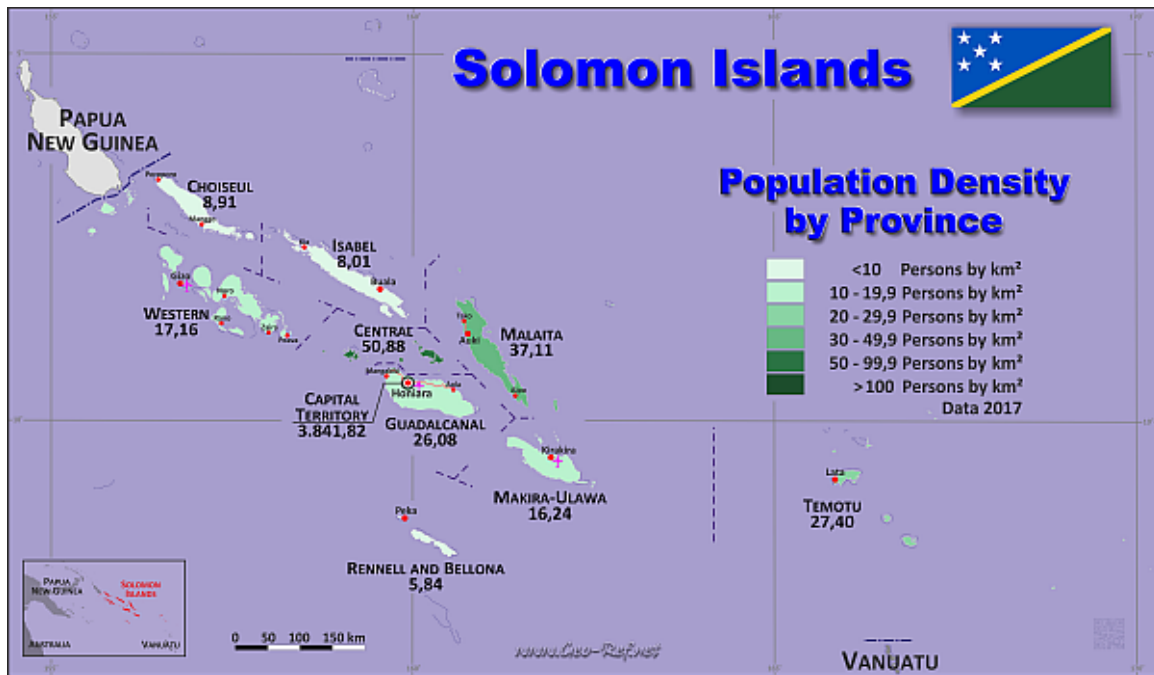 Solomon Islands
Population Density
by Province
<10 Persons by km²
10 - 19,9 Persons by km²
20 - 29,9 Persons by km²
30 - 49,9 Persons by km²
50 - 99,9 Persons by km²
>100 Persons by km²
Data 2017
PAPUA
NEW GUINEA
CHOISEUL
8,91
ISABEL
8,01
Buala
Gizo
WESTERN
17,16
CENTRAL
50,88
MALAITA
37,11
Auki
Honiara
CAPITAL
TERRITORY
3.841,82
GUADALCANAL
26,08
Kirakira
MAKIRA-ULAWA
16,24
Lata
TEMOTU
27,40
Peka
RENNELL AND BELLONA
5,84
PAPUA
NEW GUINEA
SOLOMON
ISLANDS
AUSTRALIA
VANUATU
0 50 100 150 km
www.Geo-Ref.net
VANUATU